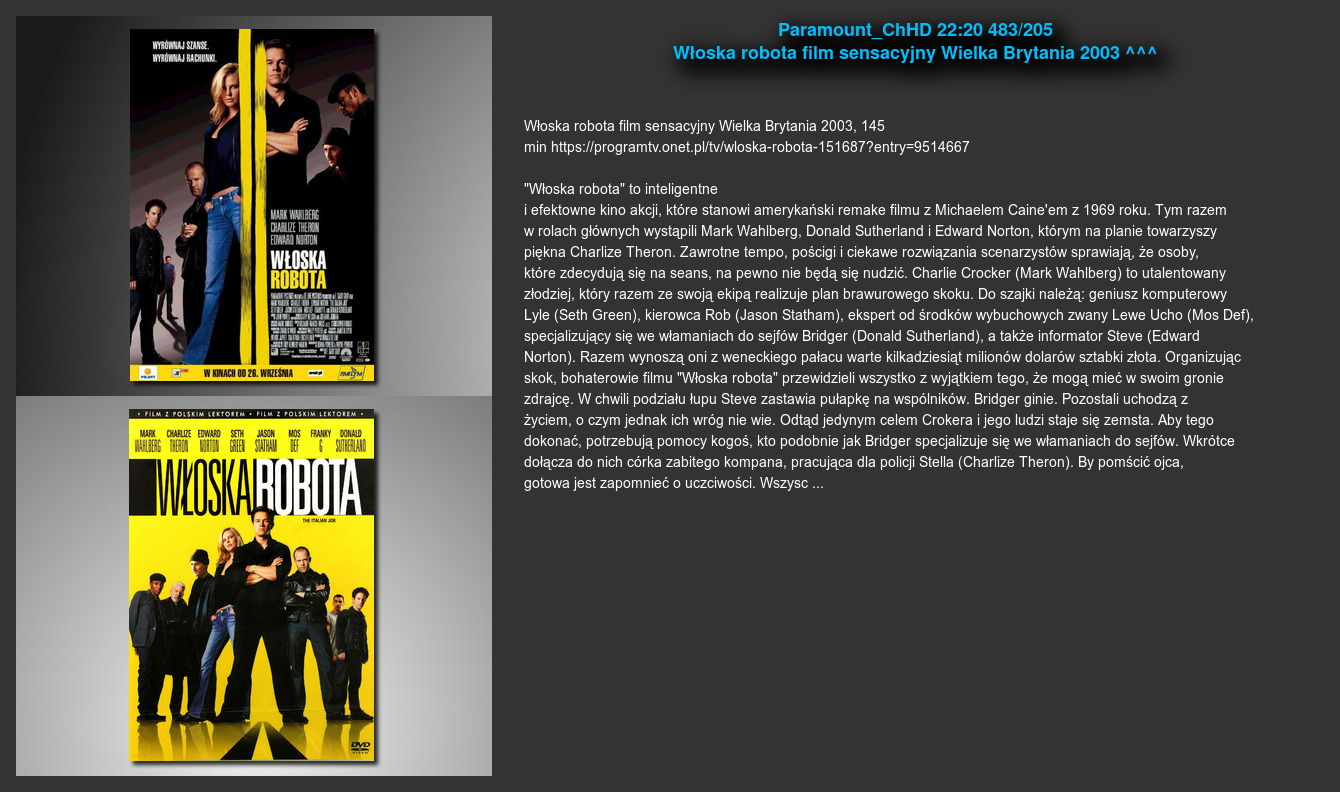 Paramount_ChHD 22:20 483/205
Włoska robota film sensacyjny Wielka Brytania 2003 ^^^
WYRÓWNAJ SZANSE.
WYRÓWNAJ RACHUNKI.
MARK WAHLBERG
CHARLIZE THERON
EDWARD NORTON
WŁOSKA
ROBOTA
W KINACH OD 26. WRZEŚNIA
• FILM Z POLSKIM LEKTOREM • FILM Z POLSKIM LEKTOREM •
MARK WAHLBERG CHARLIZE THERON EDWARD NORTON SETH GREEN JASON STATHAM MOS DEF FRANKY G DONALD SUTHERLAND
WŁOSKA ROBOTA
THE ITALIAN JOB
DVD
VIDEO
Włoska robota film sensacyjny Wielka Brytania 2003, 145
min https://programtv.onet.pl/tv/wloska-robota-151687?entry=9514667
"Włoska robota" to inteligentne
i efektowne kino akcji, które stanowi amerykański remake filmu z Michaelem Caine'em z 1969 roku. Tym razem
w rolach głównych wystąpili Mark Wahlberg, Donald Sutherland i Edward Norton, którym na planie towarzyszy
piękna Charlize Theron. Zawrotne tempo, pościgi i ciekawe rozwiązania scenarzystów sprawiają, że osoby,
które zdecydują się na seans, na pewno nie będą się nudzić. Charlie Crocker (Mark Wahlberg) to utalentowany
złodziej, który razem ze swoją ekipą realizuje plan brawurowego skoku. Do szajki należą: geniusz komputerowy
Lyle (Seth Green), kierowca Rob (Jason Statham), ekspert od środków wybuchowych zwany Lewe Ucho (Mos Def),
specjalizujący się we włamaniach do sejfów Bridger (Donald Sutherland), a także informator Steve (Edward
Norton). Razem wynoszą oni z weneckiego pałacu warte kilkadziesiąt milionów dolarów sztabki złota. Organizując
skok, bohaterowie filmu "Włoska robota" przewidzieli wszystko z wyjątkiem tego, że mogą mieć w swoim gronie
zdrajcę. W chwili podziału łupu Steve zastawia pułapkę na wspólników. Bridger ginie. Pozostali uchodzą z
życiem, o czym jednak ich wróg nie wie. Odtąd jedynym celem Crokera i jego ludzi staje się zemsta. Aby tego
dokonać, potrzebują pomocy kogoś, kto podobnie jak Bridger specjalizuje się we włamaniach do sejfów. Wkrótce
dołącza do nich córka zabitego kompana, pracująca dla policji Stella (Charlize Theron). By pomścić ojca,
gotowa jest zapomnieć o uczciwości. Wszysc ...